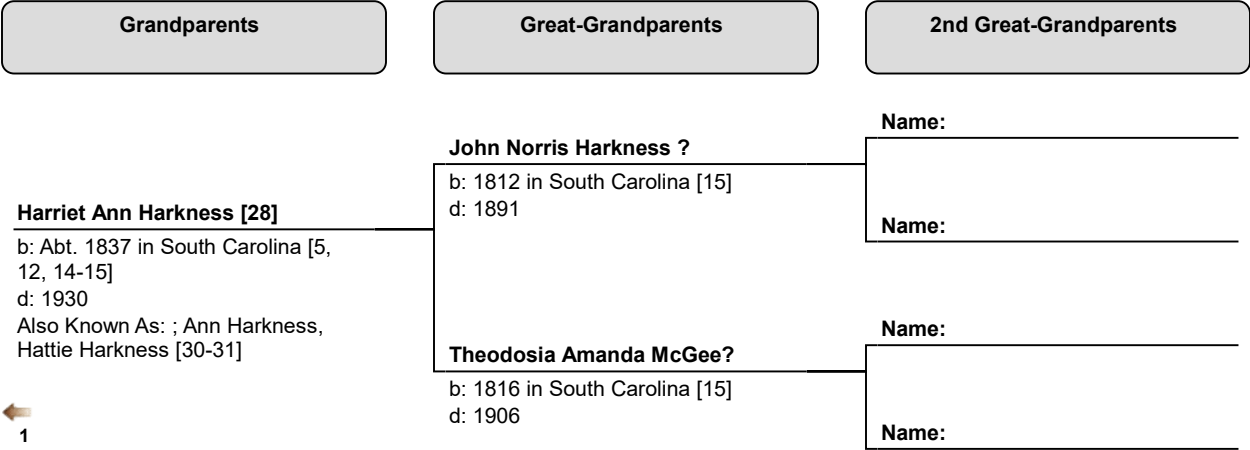 Grandparents
Great-Grandparents
2nd Great-Grandparents
Name:
John Norris Harkness ?
b: 1812 in South Carolina [15]
d: 1891
Harriet Ann Harkness [28]
b: Abt. 1837 in South Carolina [5,
12, 14-15]
d: 1930
Also Known As: ; Ann Harkness,
Hattie Harkness [30-31]
Name:
Name:
Theodosia Amanda McGee?
b: 1816 in South Carolina [15]
d: 1906
Name:
1